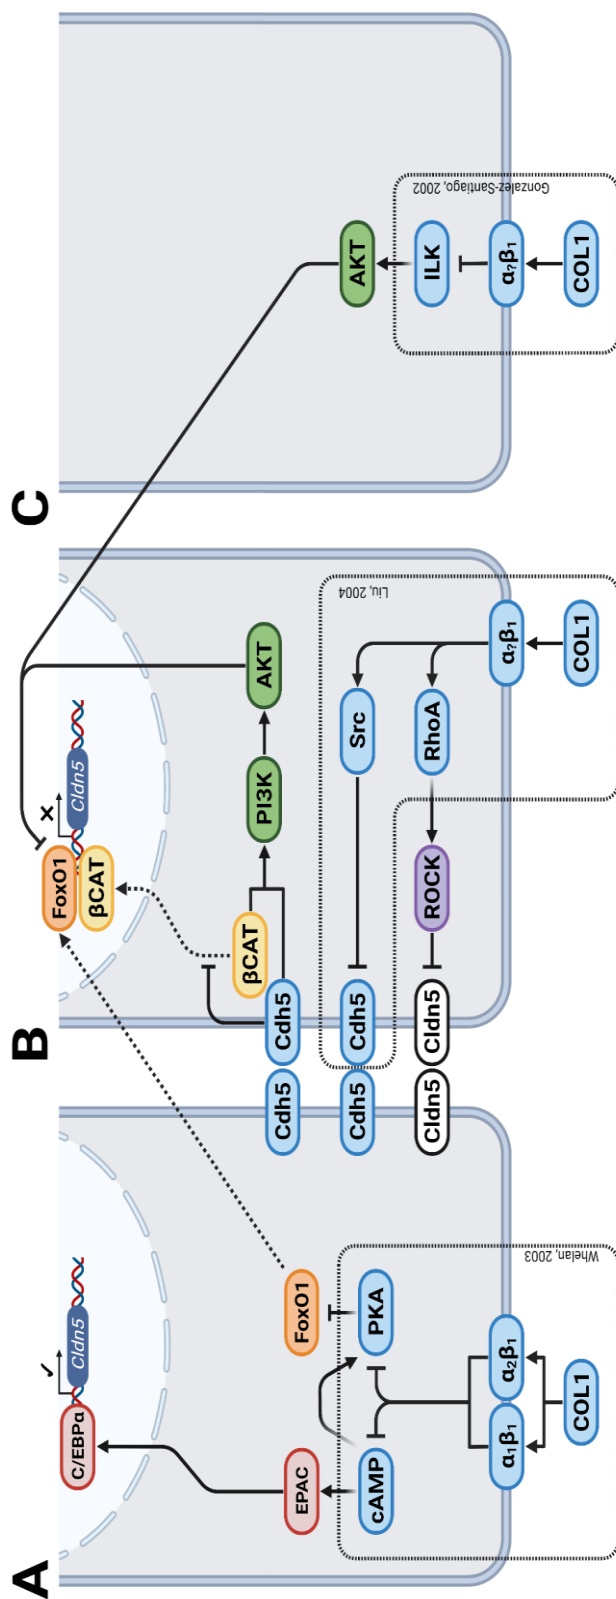 A
C/EBPα
✓
Cldn5
EPAC
FoxO1
cAMP
PKA
Whelan, 2003
α₁β₁
α₂β₁
COL1
B
FoxO1
βCAT
x
Cldn5
βCAT
PI3K
AKT
Cdh5
Cdh5
Cdh5
Cdh5
Src
Liu, 2004
Cldn5
Cldn5
ROCK
RhoA
α?β₁
COL1
C
AKT
ILK
Gonzalez-Santiago, 2002
α?β₁
COL1